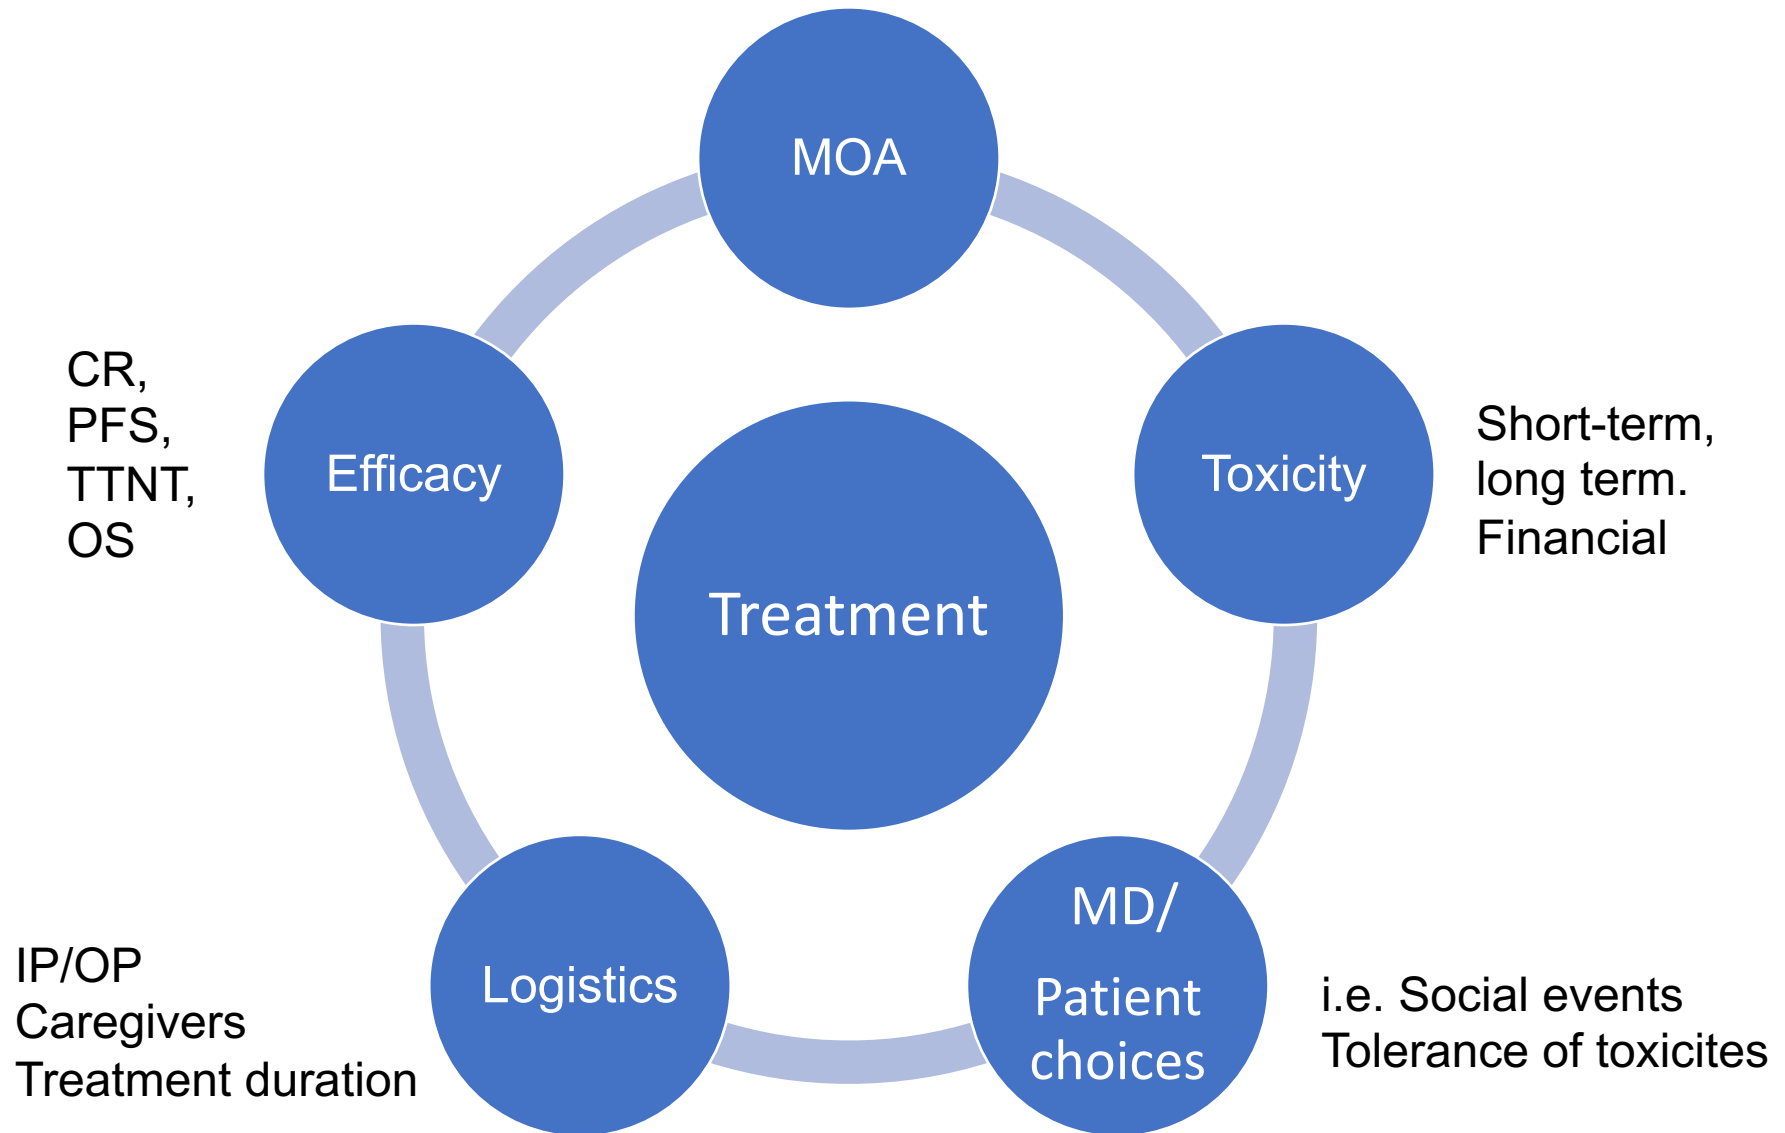 MOA
CR,
PFS,
TTNT,
OS
Efficacy
Toxicity
Short-term,
long term.
Financial
Treatment
IP/OP
Caregivers
Treatment duration
Logistics
MD/
Patient
choices
i.e. Social events
Tolerance of toxicites